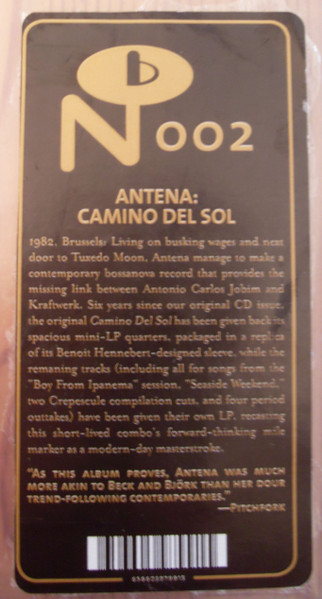 b
N 002
ANTENA:
CAMINO DEL SOL
1982, Brussels: Living on busking wages and next
door to Tuxedo Moon, Antena manage to make a
contemporary bossanova record that provides the
missing link between Antonio Carlos Jobim and
Kraftwerk. Six years since our original CD issue,
the original Camino Del Sol has been given back its
spacious mini-LP quarters, packaged in a replica
of its Benoit Hennebert-designed sleeve, while the
remaning tracks (including all for songs from the
"Boy From Ipanema" session, "Seaside Weekend,"
two Crepescule compilation cuts, and four period
outtakes) have been given their own LP, recasting
this short-lived combo's forward-thinking mile
marker as a modern-day masterstroke.
"AS THIS ALBUM PROVES, ANTENA WAS MUCH
MORE AKIN TO BECK AND BJÖRK THAN HER DOUR
TREND-FOLLOWING CONTEMPORARIES."
—PITCHFORK